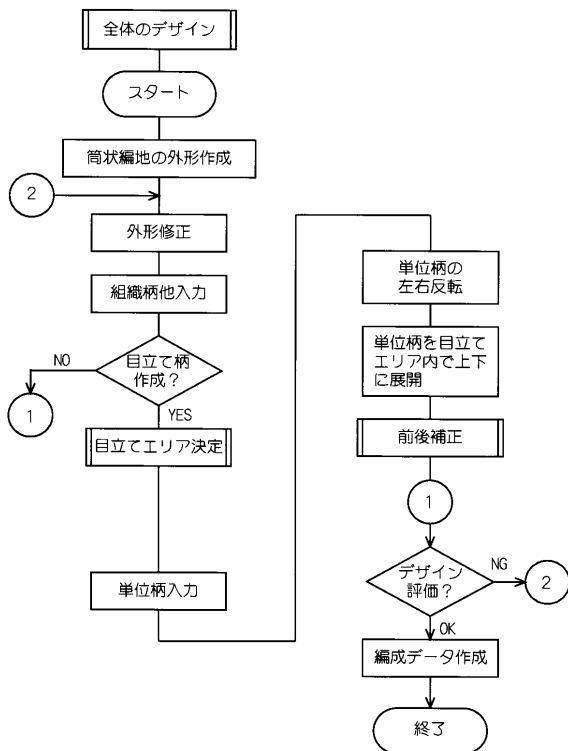 全体のデザイン
スタート
筒状編地の外形作成
2
外形修正
組織柄他入力
目立て柄
作成？
NO
1
YES
目立てエリア決定
単位柄入力
単位柄の
左右反転
単位柄を目立て
エリア内で上下
に展開
前後補正
1
デザイン
評価？
NG
2
OK
編成データ作成
終了